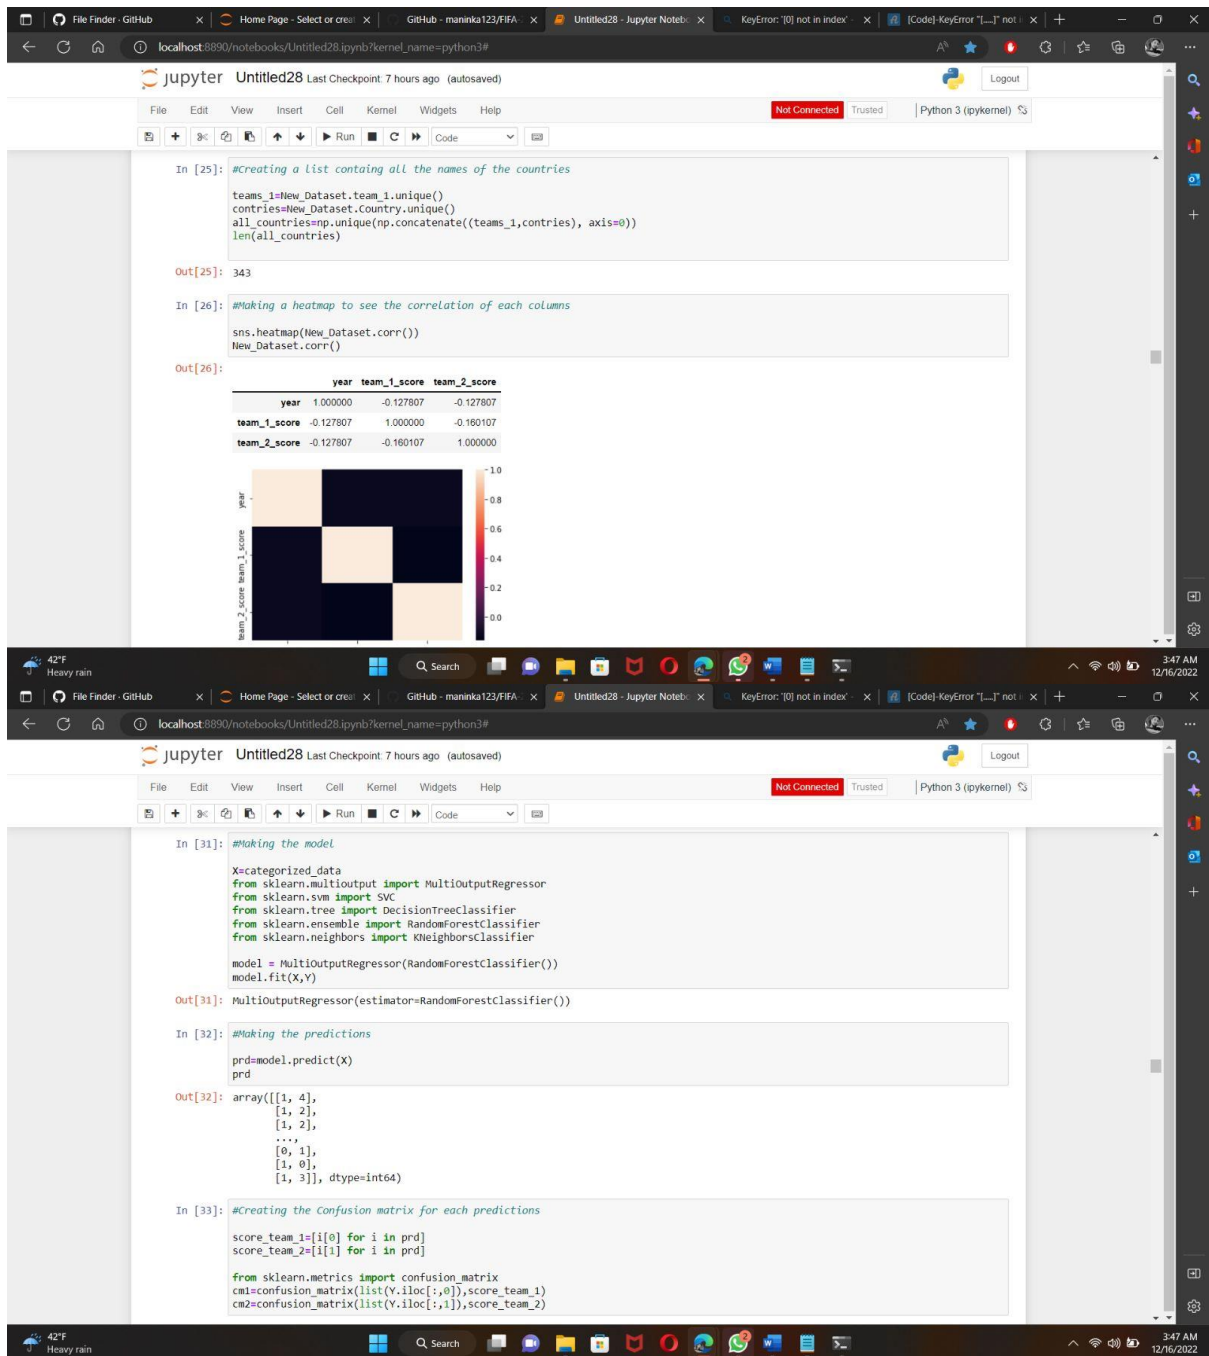 File Finder · GitHub
Home Page - Select or creat
GitHub - maninka123/FIFA-
Untitled28 - Jupyter Notebo
KeyError: '[0] not in index' -
[Code]-KeyError "[.....]" not i
localhost:8890/notebooks/Untitled28.ipynb?kernel_name=python3#
jupyter Untitled28 Last Checkpoint: 7 hours ago (autosaved)
Logout
File Edit View Insert Cell Kernel Widgets Help
Not Connected Trusted Python 3 (ipykernel)
Run Code
In [25]: #Creating a list containg all the names of the countries
teams_1=New_Dataset.team_1.unique()
contries=New_Dataset.Country.unique()
all_countries=np.unique(np.concatenate((teams_1,contries), axis=0))
len(all_countries)
Out[25]: 343
In [26]: #Making a heatmap to see the correlation of each columns
sns.heatmap(New_Dataset.corr())
New_Dataset.corr()
Out[26]:
year team_1_score team_2_score
year 1.000000 -0.127807 -0.127807
team_1_score -0.127807 1.000000 -0.160107
team_2_score -0.127807 -0.160107 1.000000
1.0
0.8
0.6
0.4
0.2
0.0
year
team_1_score
team_2_score
42°F
Heavy rain
Search
2
3:47 AM
12/16/2022
File Finder · GitHub
Home Page - Select or creat
GitHub - maninka123/FIFA-
Untitled28 - Jupyter Notebo
KeyError: '[0] not in index' -
[Code]-KeyError "[.....]" not i
localhost:8890/notebooks/Untitled28.ipynb?kernel_name=python3#
jupyter Untitled28 Last Checkpoint: 7 hours ago (autosaved)
Logout
File Edit View Insert Cell Kernel Widgets Help
Not Connected Trusted Python 3 (ipykernel)
Run Code
In [31]: #Making the model
X=categorized_data
from sklearn.multioutput import MultiOutputRegressor
from sklearn.svm import SVC
from sklearn.tree import DecisionTreeClassifier
from sklearn.ensemble import RandomForestClassifier
from sklearn.neighbors import KNeighborsClassifier
model = MultiOutputRegressor(RandomForestClassifier())
model.fit(X,Y)
Out[31]: MultiOutputRegressor(estimator=RandomForestClassifier())
In [32]: #Making the predictions
prd=model.predict(X)
prd
Out[32]: array([[1, 4],
[1, 2],
[1, 2],
...,
[0, 1],
[1, 0],
[1, 3]], dtype=int64)
In [33]: #Creating the Confusion matrix for each predictions
score_team_1=[i[0] for i in prd]
score_team_2=[i[1] for i in prd]
from sklearn.metrics import confusion_matrix
cm1=confusion_matrix(list(Y.iloc[:,0]),score_team_1)
cm2=confusion_matrix(list(Y.iloc[:,1]),score_team_2)
42°F
Heavy rain
Search
2
3:47 AM
12/16/2022